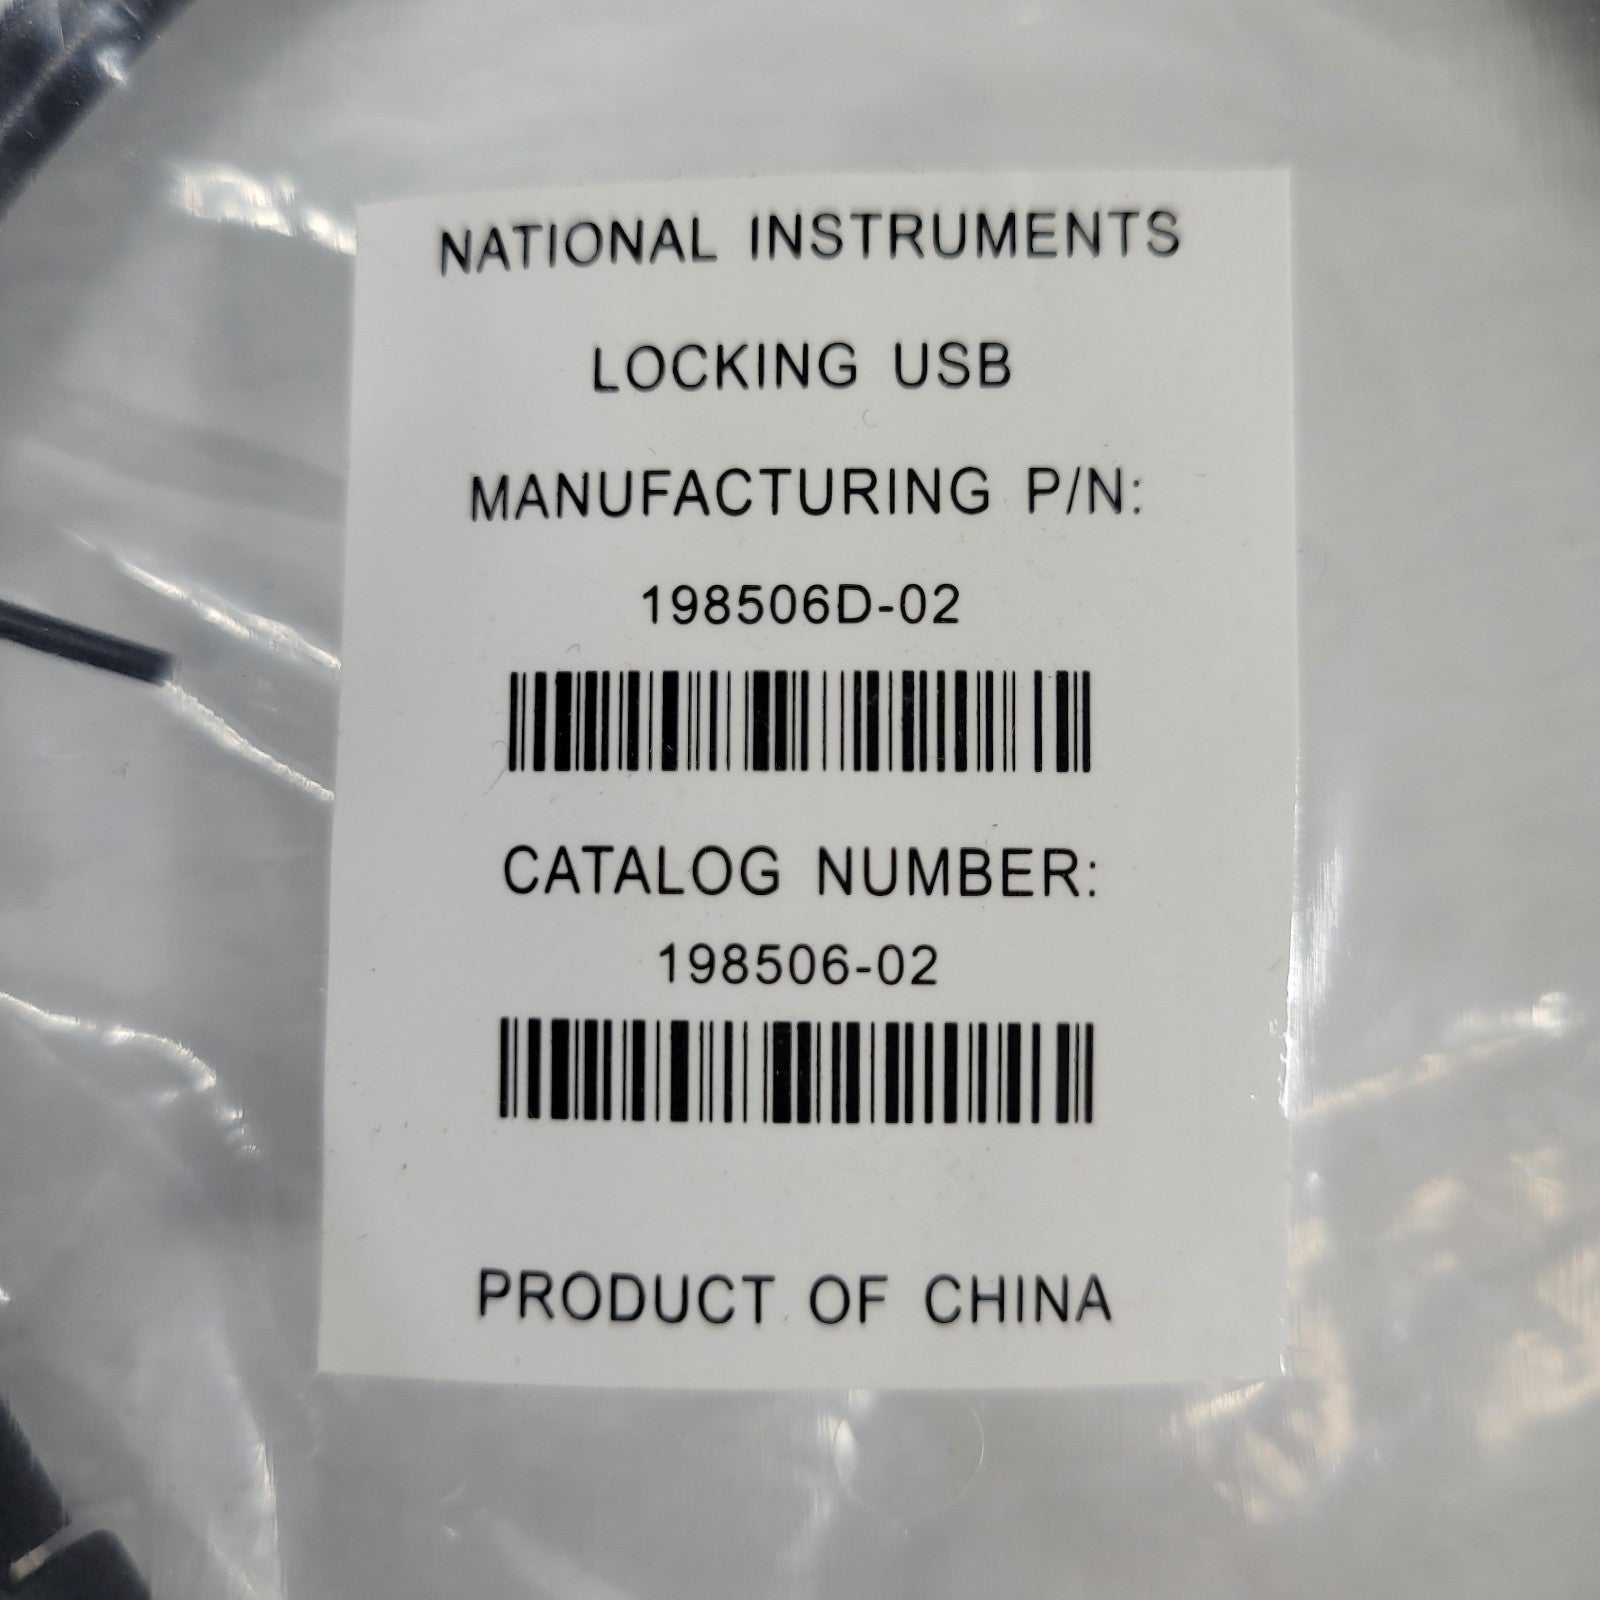 NATIONAL INSTRUMENTS
LOCKING USB
MANUFACTURING P/N:
198506D-02
CATALOG NUMBER:
198506-02
PRODUCT OF CHINA